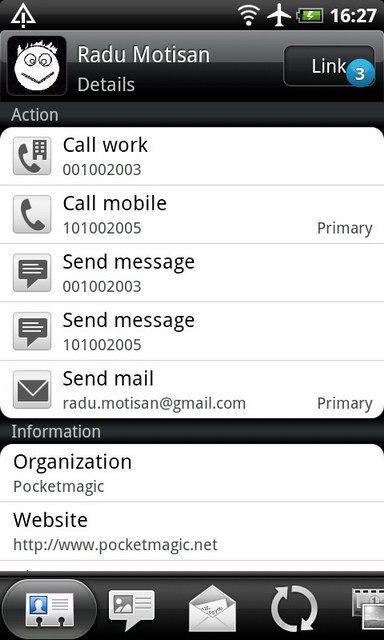 16:27
Radu Motisan
Details
Link
3
Action
Call work
001002003
Call mobile
101002005
Primary
Send message
001002003
Send message
101002005
Send mail
radu.motisan@gmail.com
Primary
Information
Organization
Pocketmagic
Website
http://www.pocketmagic.net